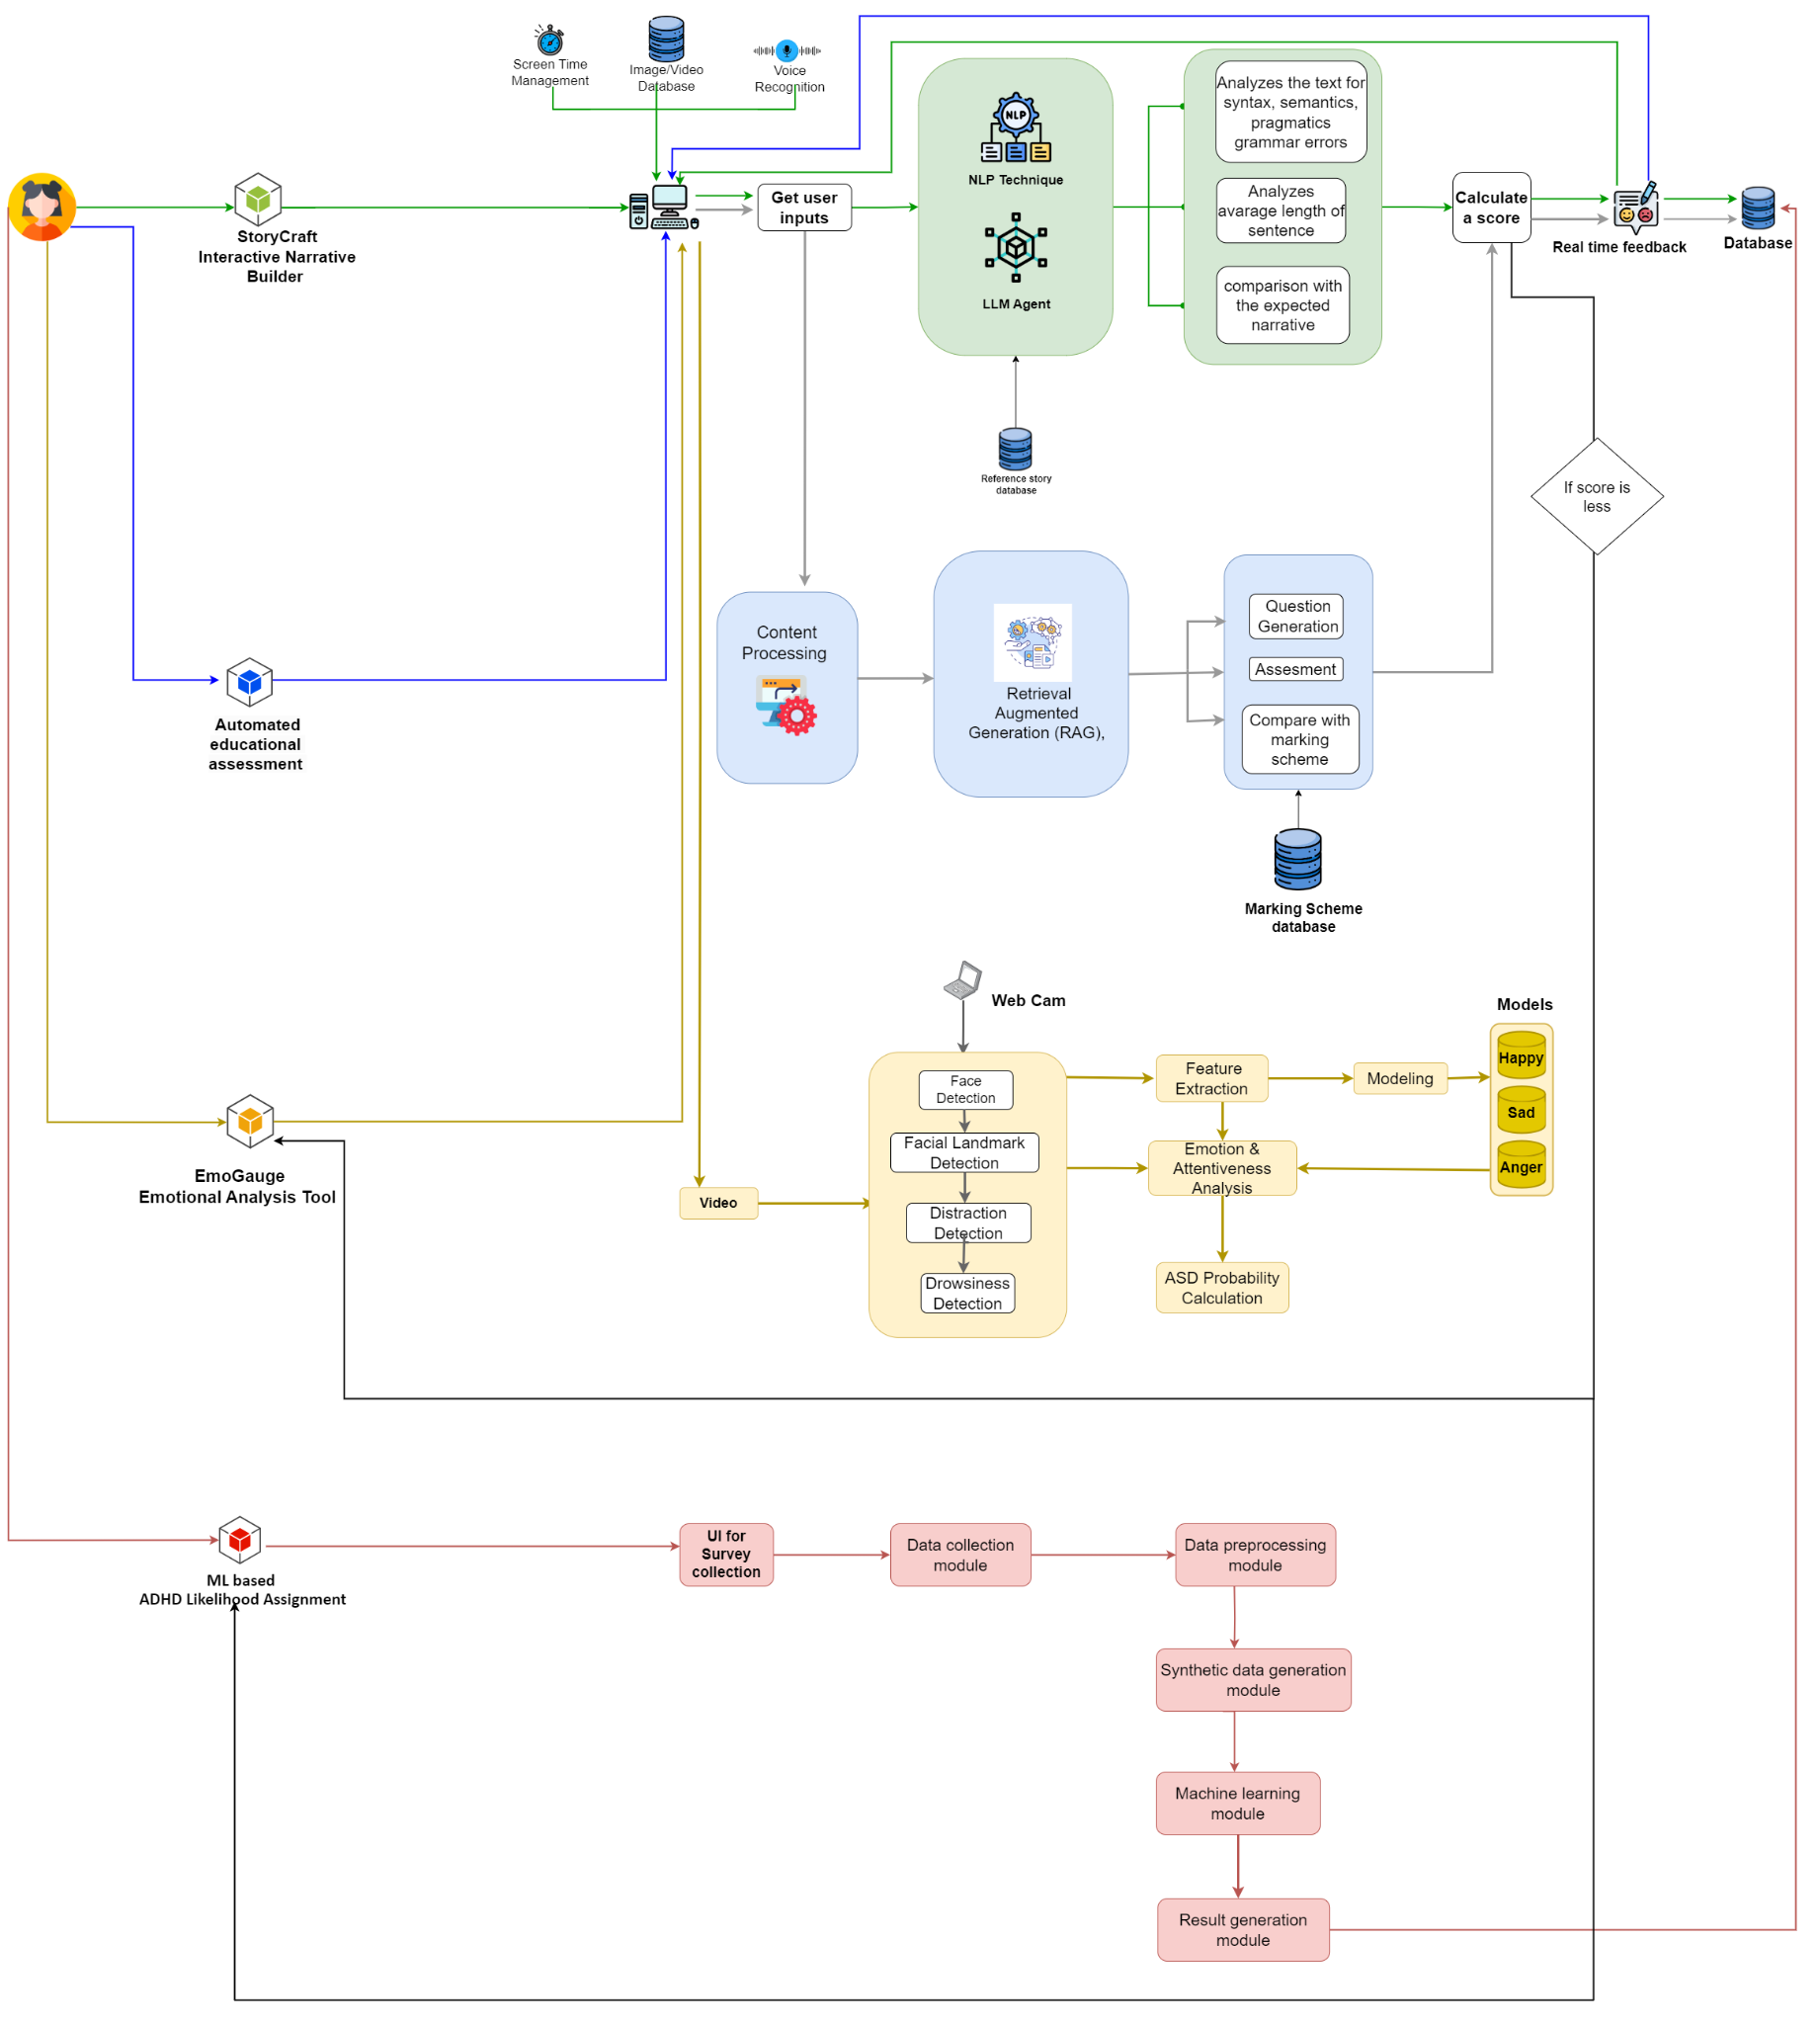 Screen Time
Management
Image/Video
Database
Voice
Recognition
StoryCraft
Interactive Narrative
Builder
Get user
inputs
NLP
NLP Technique
LLM Agent
Analyzes the text for
syntax, semantics,
pragmatics
grammar errors
Analyzes
avarage length of
sentence
comparison with
the expected
narrative
Calculate
a score
Real time feedback
Database
Reference story
database
If score is
less
Automated
educational
assessment
Content
Processing
Retrieval
Augmented
Generation (RAG),
Question
Generation
Assesment
Compare with
marking
scheme
Marking Scheme
database
Web Cam
Models
Happy
Sad
Anger
Face
Detection
Facial Landmark
Detection
Distraction
Detection
Drowsiness
Detection
Feature
Extraction
Modeling
Emotion &
Attentiveness
Analysis
ASD Probability
Calculation
EmoGauge
Emotional Analysis Tool
Video
ML based
ADHD Likelihood Assignment
UI for
Survey
collection
Data collection
module
Data preprocessing
module
Synthetic data generation
module
Machine learning
module
Result generation
module